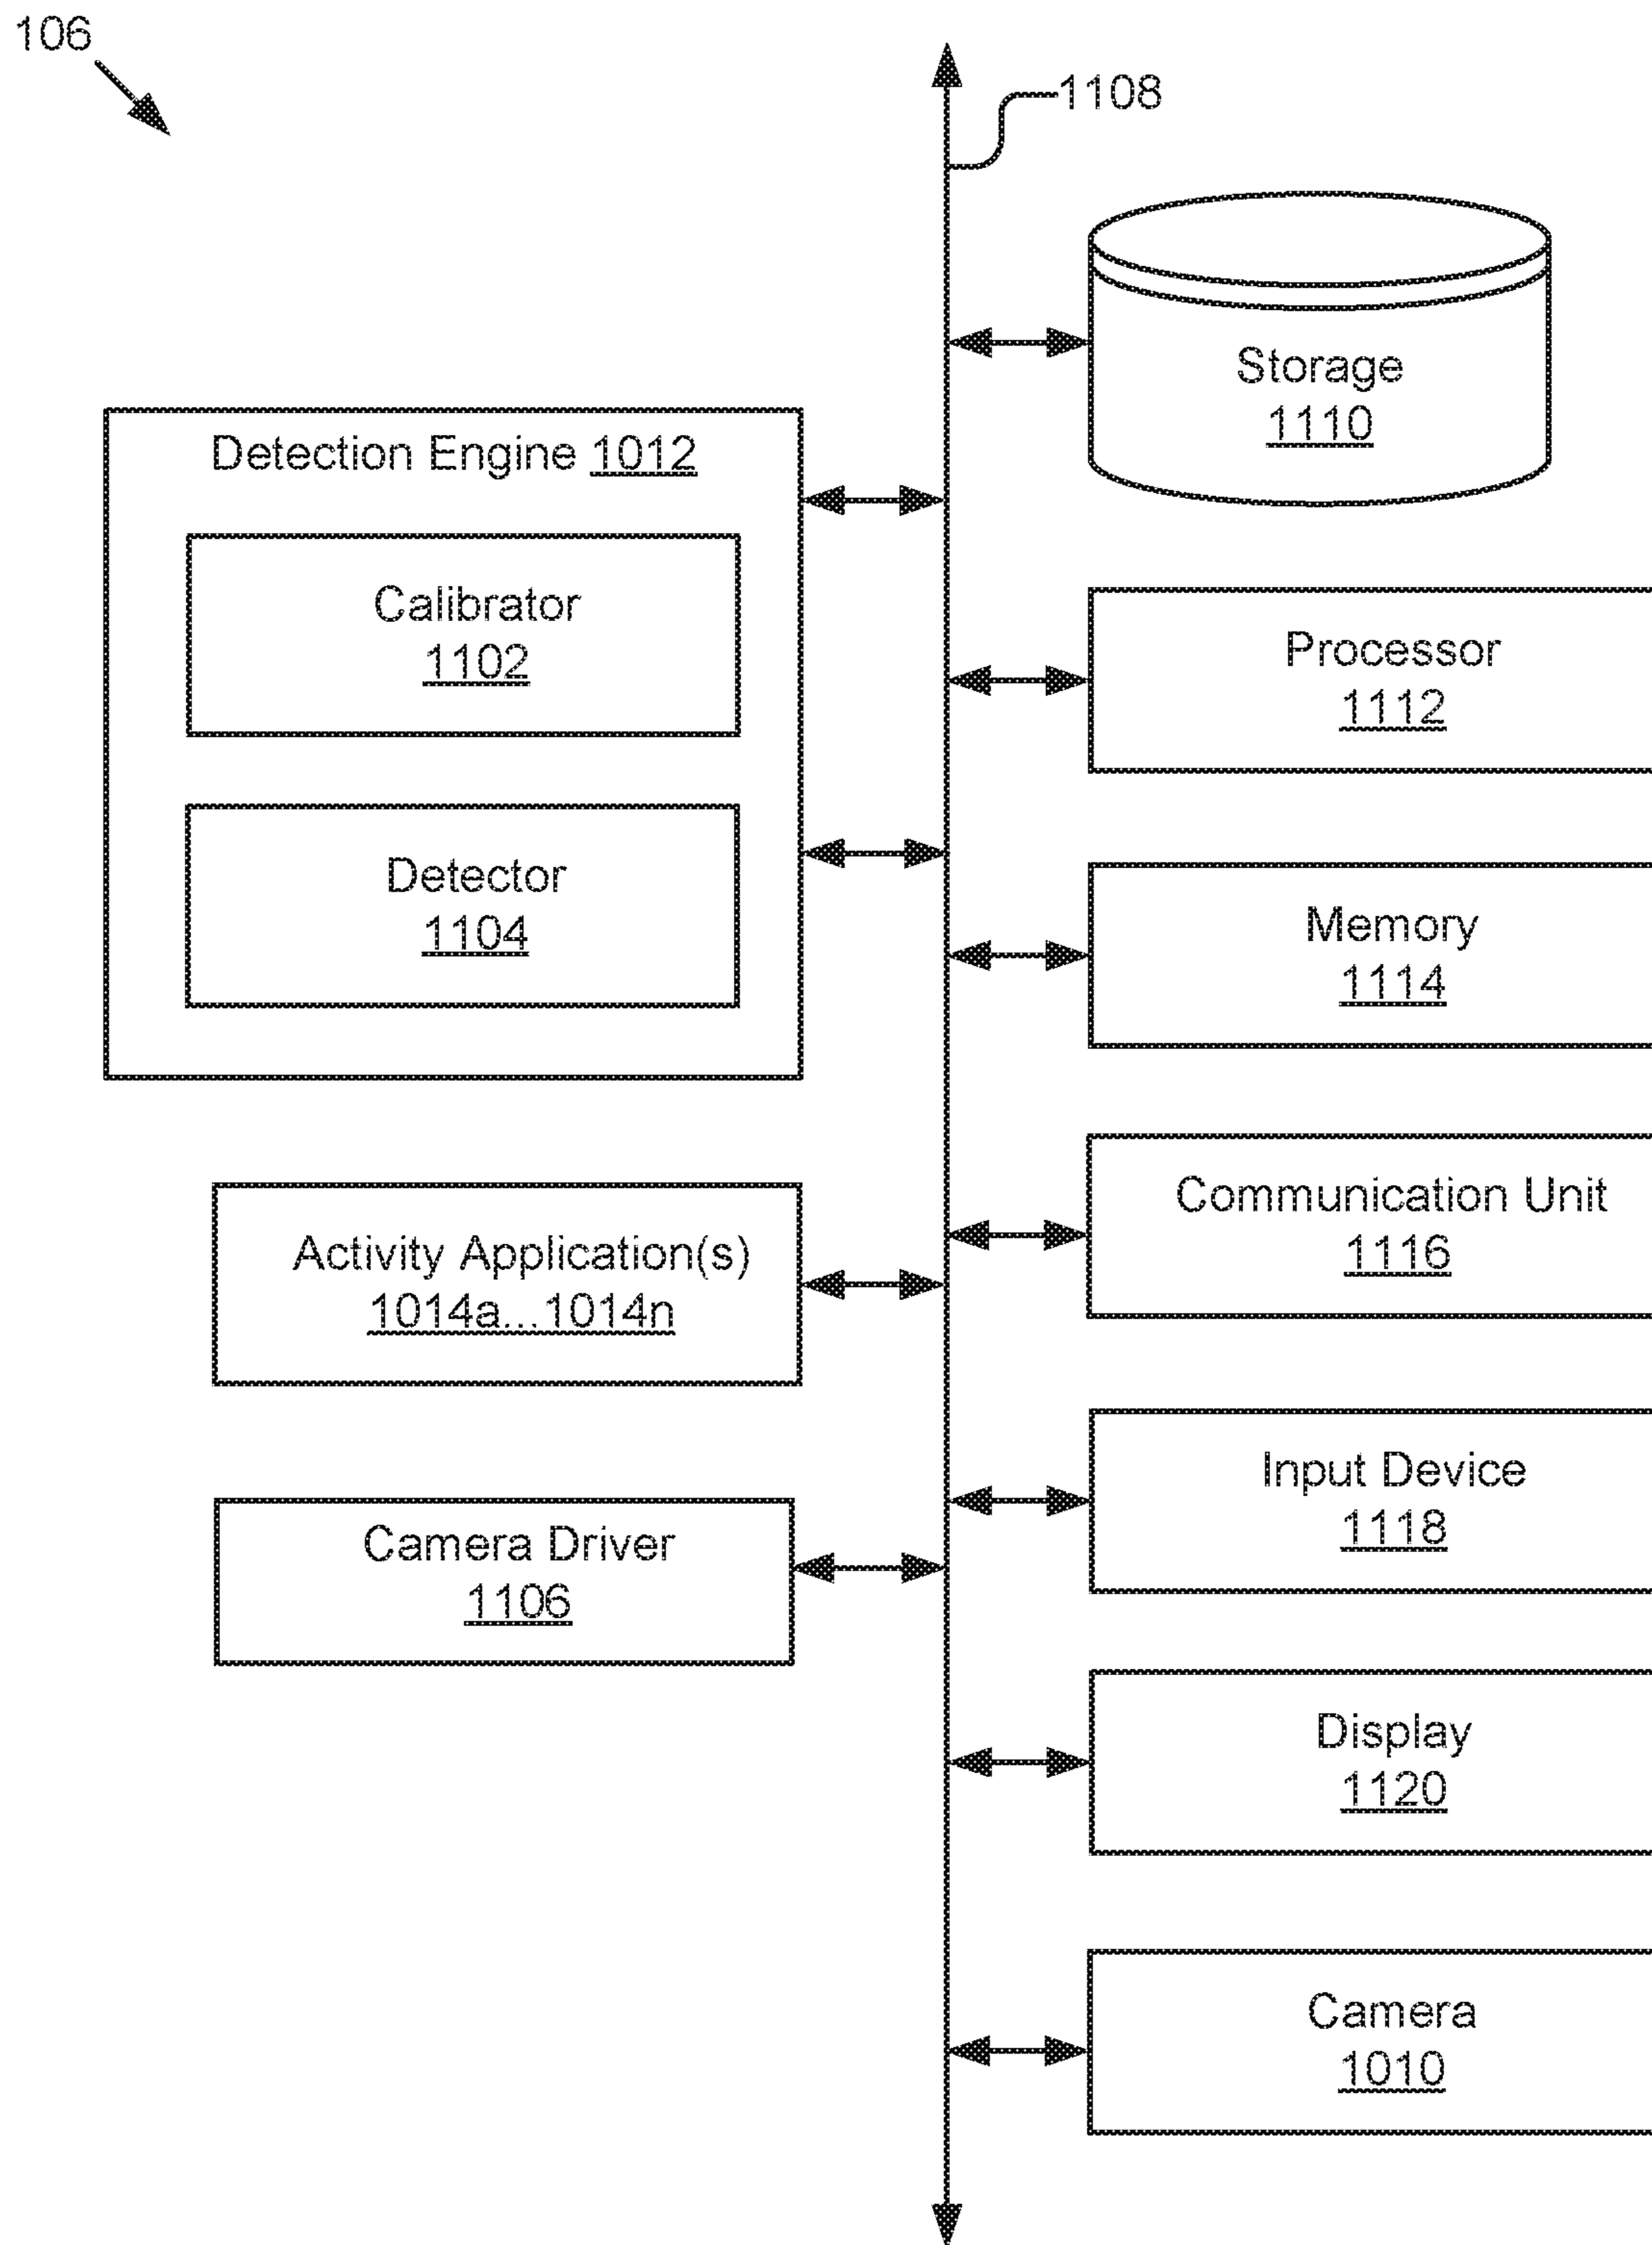 106
1108
Storage
1110
Detection Engine 1012
Calibrator
1102
Detector
1104
Activity Application(s)
1014a...1014n
Camera Driver
1106
Processor
1112
Memory
1114
Communication Unit
1116
Input Device
1118
Display
1120
Camera
1010